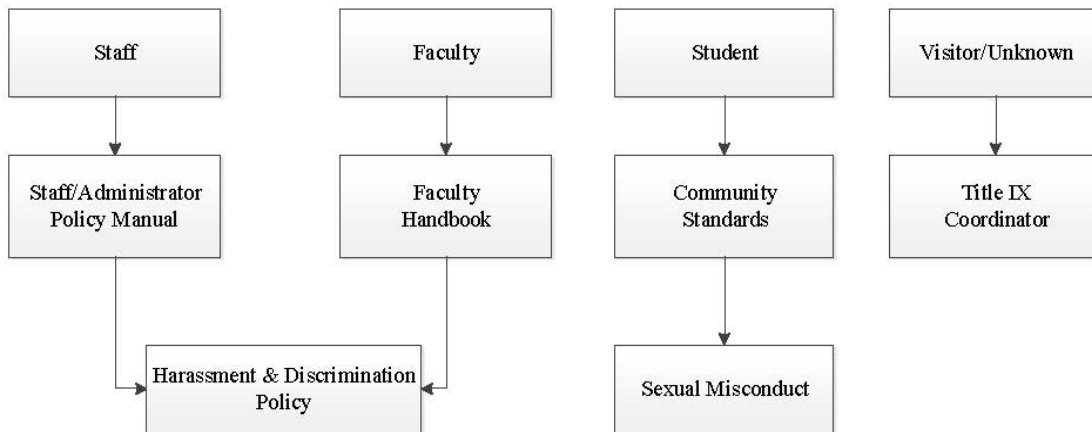 Staff
Faculty
Student
Visitor/Unknown
Staff/Administrator
Policy Manual
Faculty
Handbook
Community
Standards
Title IX
Coordinator
Harassment & Discrimination
Policy
Sexual Misconduct